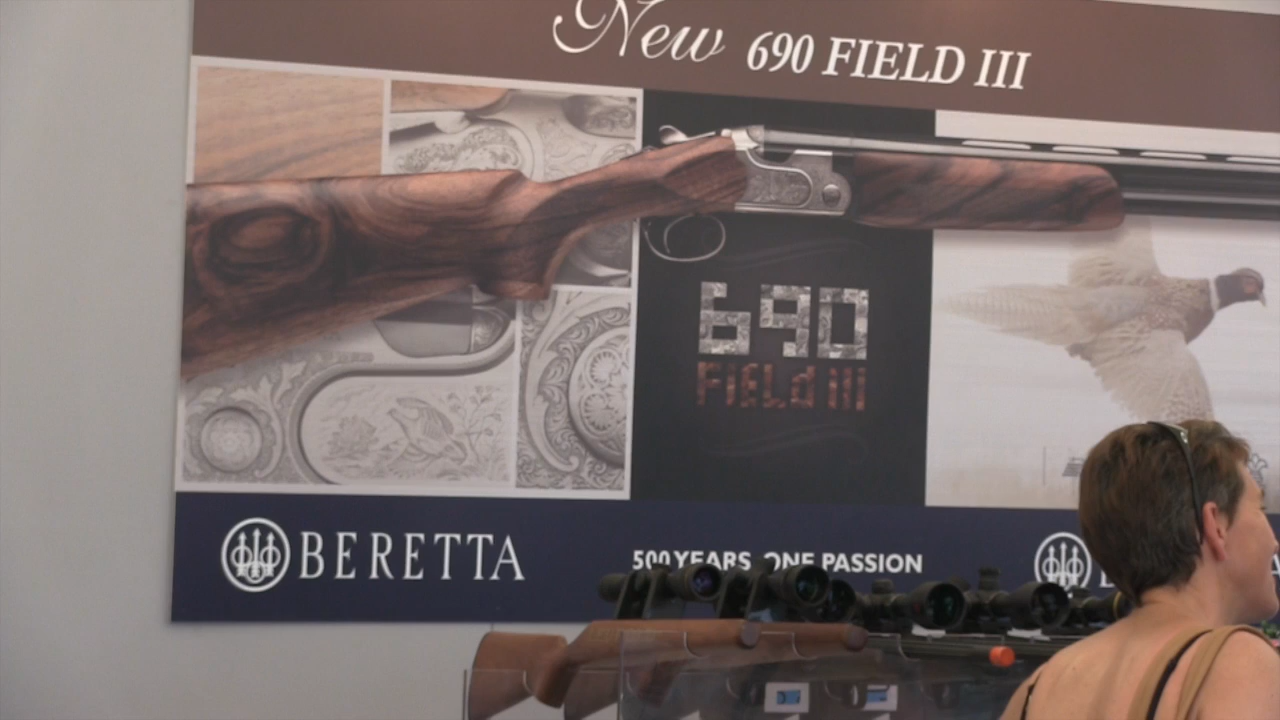 New 690 FIELD III
690
FiELd iii
BERETTA
500 YEARS, ONE PASSION